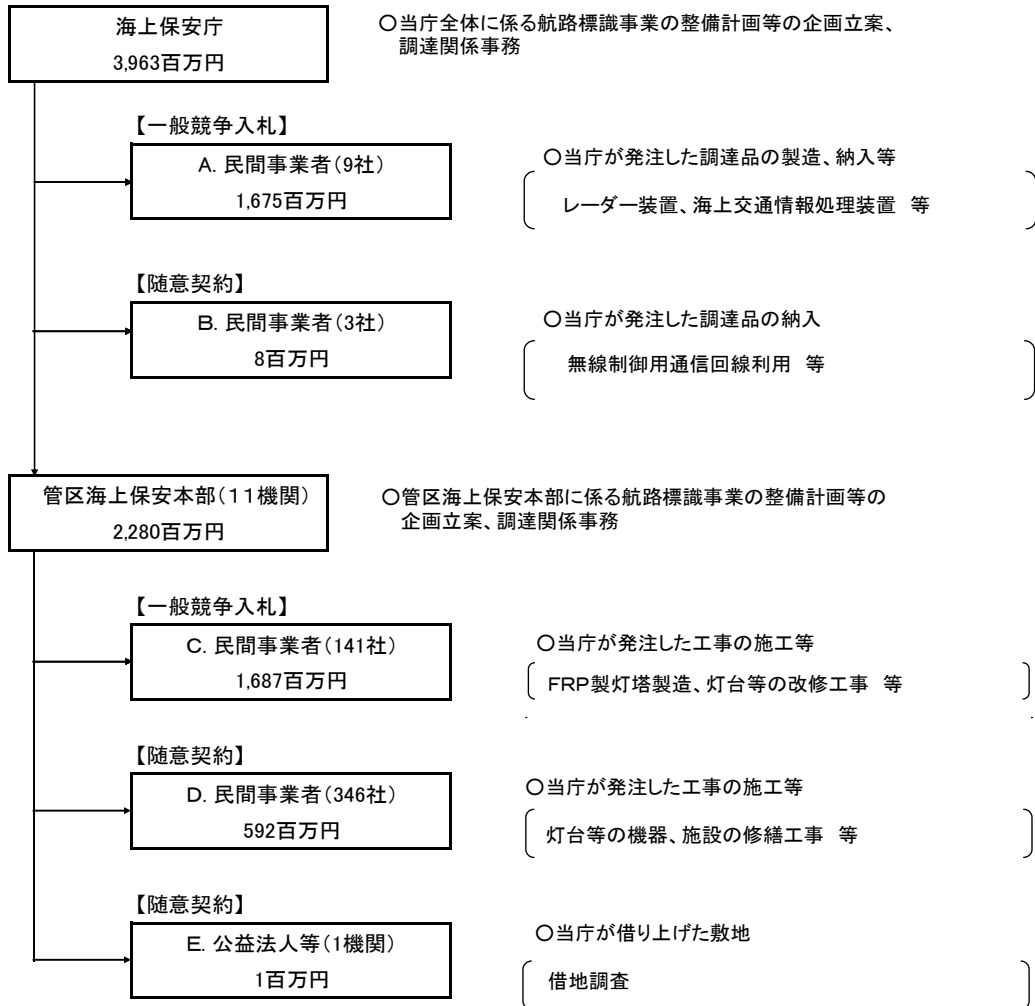 海上保安庁
3,963百万円
〇当庁全体に係る航路標識事業の整備計画等の企画立案、
調達関係事務
【一般競争入札】
A. 民間事業者(9社)
1,675百万円
〇当庁が発注した調達品の製造、納入等
レーダー装置、海上交通情報処理装置 等
【随意契約】
B. 民間事業者(3社)
8百万円
〇当庁が発注した調達品の納入
無線制御用通信回線利用 等
管区海上保安本部(11機関)
2,280百万円
〇管区海上保安本部に係る航路標識事業の整備計画等の
企画立案、調達関係事務
【一般競争入札】
C. 民間事業者(141社)
1,687百万円
〇当庁が発注した工事の施工等
FRP製灯塔製造、灯台等の改修工事 等
【随意契約】
D. 民間事業者(346社)
592百万円
〇当庁が発注した工事の施工等
灯台等の機器、施設の修繕工事 等
【随意契約】
E. 公益法人等(1機関)
1百万円
〇当庁が借り上げた敷地
借地調査